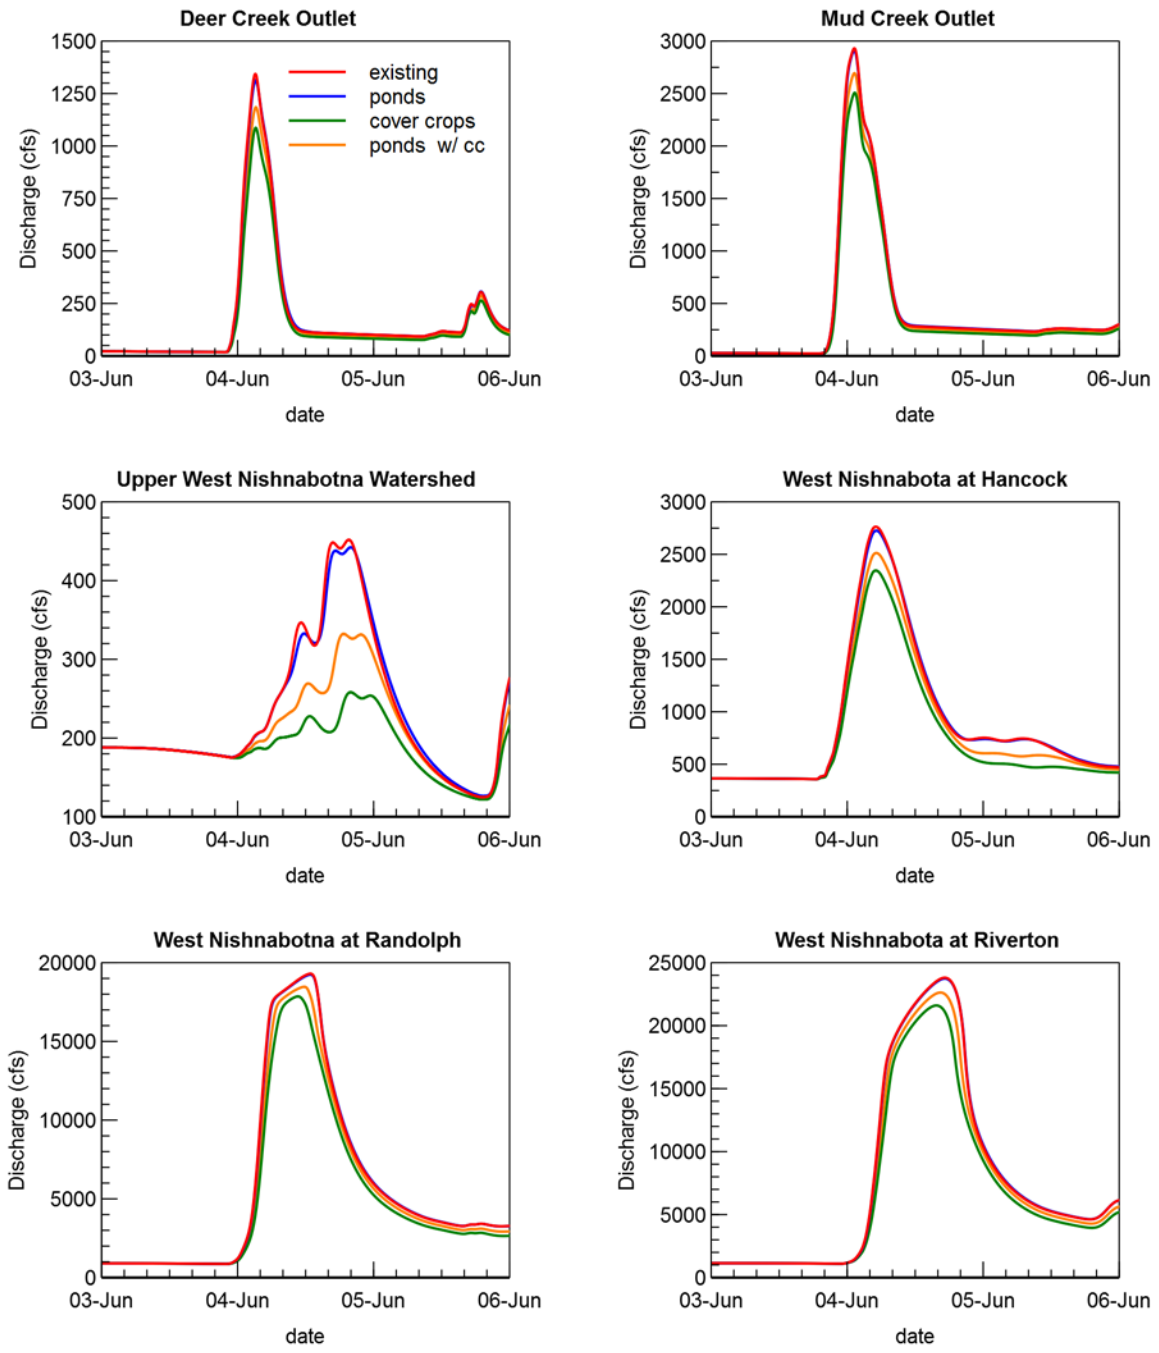 Deer Creek Outlet
1500
1250
1000
750
500
250
0
Discharge (cfs)
existing
ponds
cover crops
ponds w/ cc
03-Jun 04-Jun 05-Jun 06-Jun
date
Mud Creek Outlet
3000
2500
2000
1500
1000
500
0
Discharge (cfs)
03-Jun 04-Jun 05-Jun 06-Jun
date
Upper West Nishnabotna Watershed
500
400
300
200
100
Discharge (cfs)
03-Jun 04-Jun 05-Jun 06-Jun
date
West Nishnabota at Hancock
3000
2500
2000
1500
1000
500
0
Discharge (cfs)
03-Jun 04-Jun 05-Jun 06-Jun
date
West Nishnabotna at Randolph
20000
15000
10000
5000
0
Discharge (cfs)
03-Jun 04-Jun 05-Jun 06-Jun
date
West Nishnabota at Riverton
25000
20000
15000
10000
5000
0
Discharge (cfs)
03-Jun 04-Jun 05-Jun 06-Jun
date